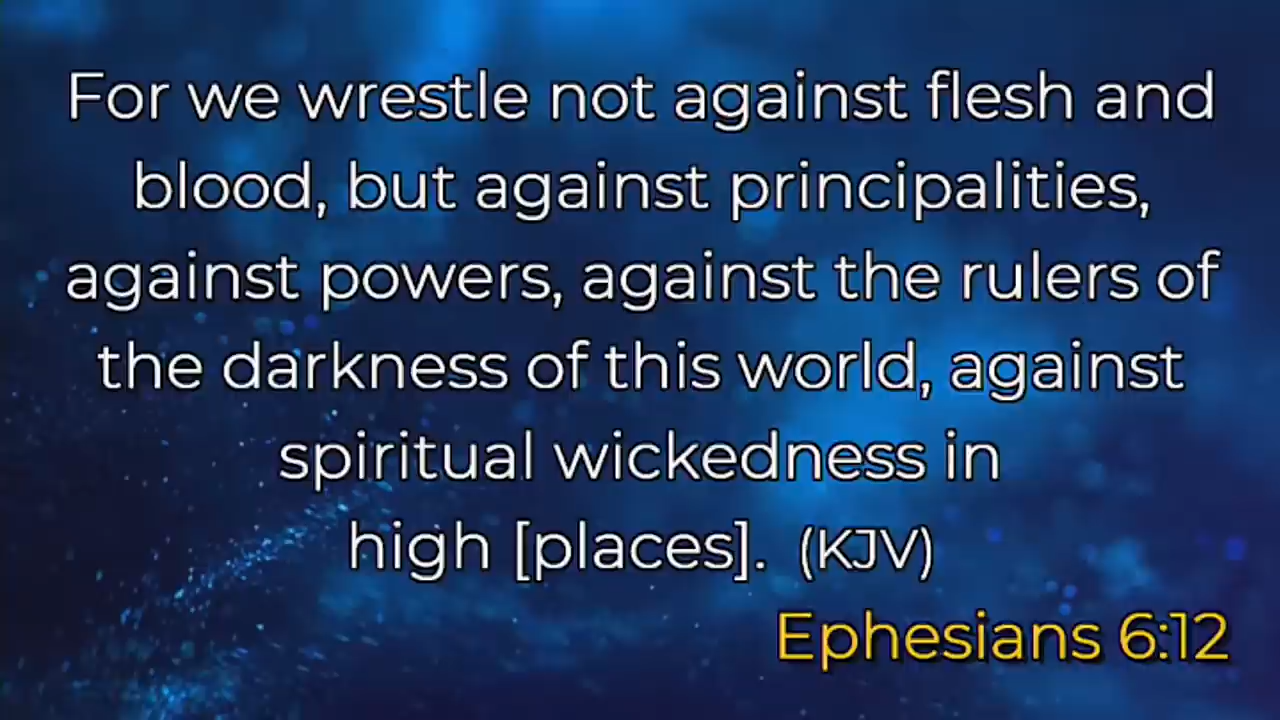 For we wrestle not against flesh and
blood, but against principalities,
against powers, against the rulers of
the darkness of this world, against
spiritual wickedness in
high [places]. (KJV)
Ephesians 6:12